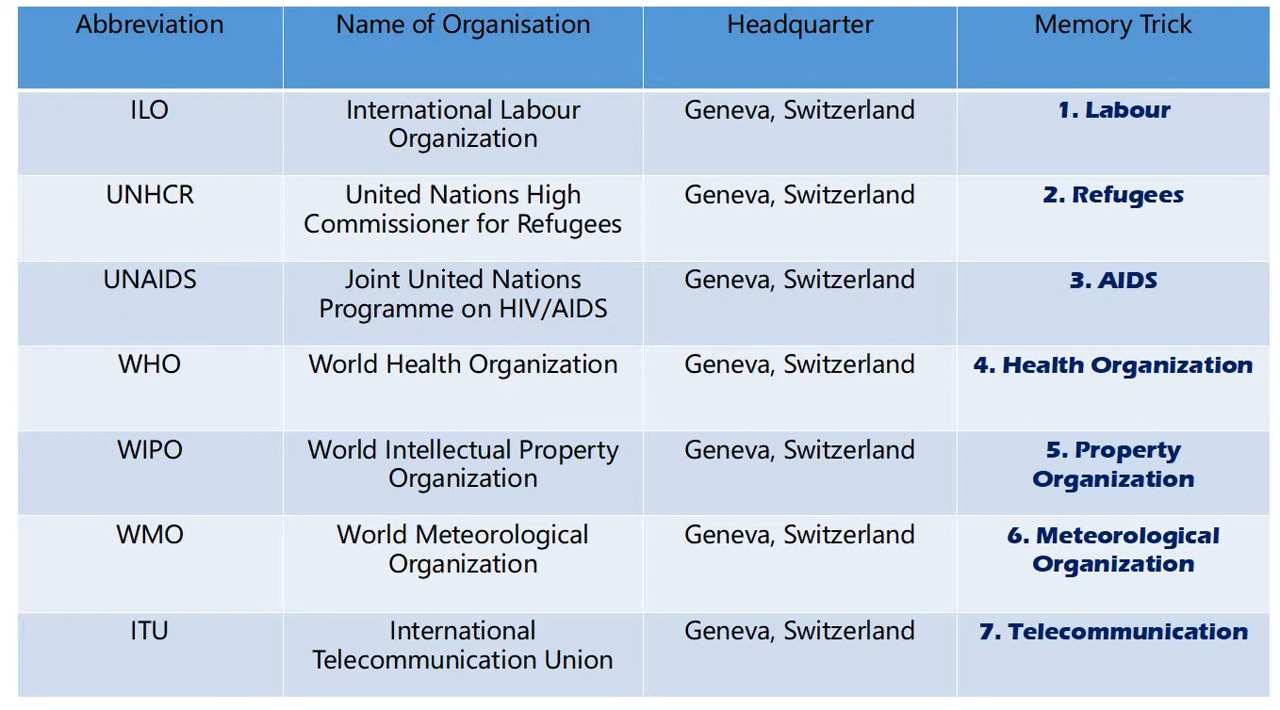 Abbreviation Name of Organisation Headquarter Memory Trick
ILO International Labour Geneva, Switzerland 1. Labour
Organization
UNHCR United Nations High Geneva, Switzerland 2. Refugees
Commissioner for Refugees
UNAIDS Joint United Nations Geneva, Switzerland 3. AIDS
Programme on HIV/AIDS
WHO World Health Organization Geneva, Switzerland 4. Health Organization
WIPO World Intellectual Property Geneva, Switzerland 5. Property
Organization Organization
WMO World Meteorological Geneva, Switzerland 6. Meteorological
Organization Organization
ITU International Geneva, Switzerland 7. Telecommunication
Telecommunication Union